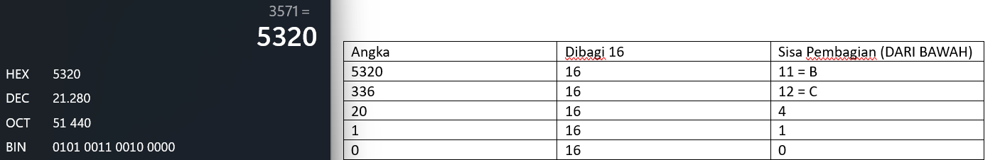 3571 =
5320
HEX 5320
DEC 21.280
OCT 51 440
BIN 0101 0011 0010 0000
Angka Dibagi 16 Sisa Pembagian (DARI BAWAH)
5320 16 11 = B
336 16 12 = C
20 16 4
1 16 1
0 16 0